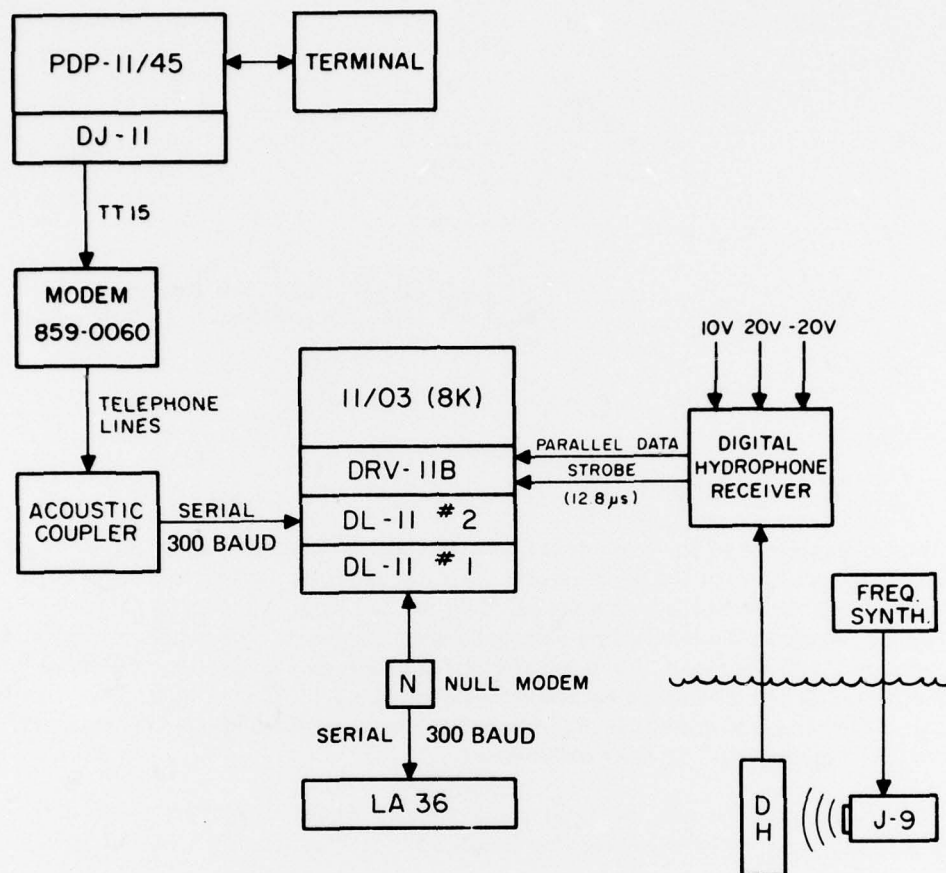 PDP-11/45
TERMINAL
DJ-11
TT15
MODEM
859-0060
TELEPHONE
LINES
ACOUSTIC
COUPLER
SERIAL
300 BAUD
11/03 (8K)
DRV-11B
DL-11 # 2
DL-11 # 1
PARALLEL DATA
STROBE
(12.8 µs)
10V 20V -20V
DIGITAL
HYDROPHONE
RECEIVER
FREQ.
SYNTH.
N NULL MODEM
SERIAL 300 BAUD
LA 36
D
H
J-9